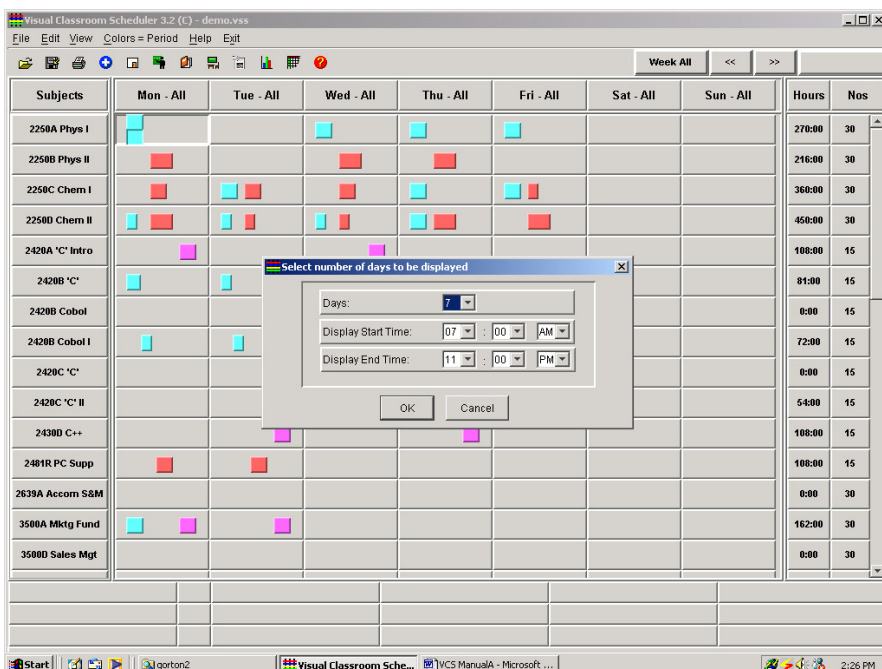 Visual Classroom Scheduler 3.2 (C) - demo.vss
File Edit View Colors = Period Help Exit
Week All << >>
Subjects Mon - All Tue - All Wed - All Thu - All Fri - All Sat - All Sun - All Hours Nos
2250A Phys I 270:00 30
2250B Phys II 216:00 30
2250C Chem I 360:00 30
2250D Chem II 450:00 30
2420A 'C' Intro 108:00 15
Select number of days to be displayed
2420B 'C' 81:00 15
Days: 7
2420B Cobol 0:00 15
Display Start Time: 07 : 00 AM
2420B Cobol I 72:00 15
Display End Time: 11 : 00 PM
2420C 'C' 0:00 15
2420C 'C' II 54:00 15
OK Cancel
2430D C++ 108:00 15
2481R PC Supp 108:00 15
2639A Accom S&M 0:00 30
3500A Mktg Fund 162:00 30
3500D Sales Mgt 0:00 30
Start gorton2 Visual Classroom Sche... VCS ManualA - Microsoft ... 2:26 PM